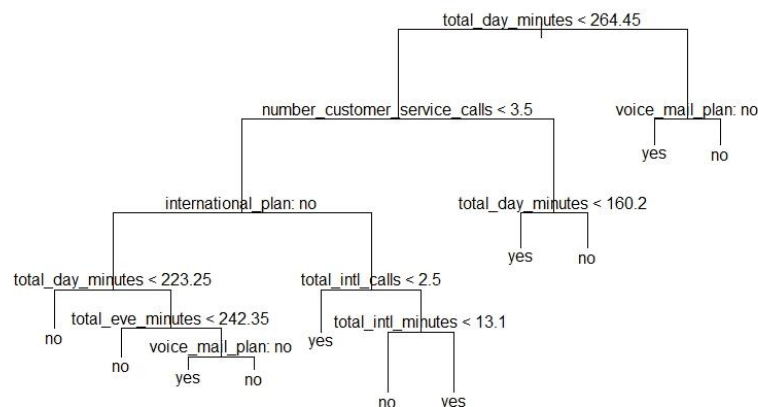 total_day_minutes < 264.45
number_customer_service_calls < 3.5
voice_mail_plan: no
yes
no
international_plan: no
total_day_minutes < 160.2
yes
no
total_day_minutes < 223.25
total_intl_calls < 2.5
no
total_eve_minutes < 242.35
yes
total_intl_minutes < 13.1
no
voice_mail_plan: no
yes
no
no
yes